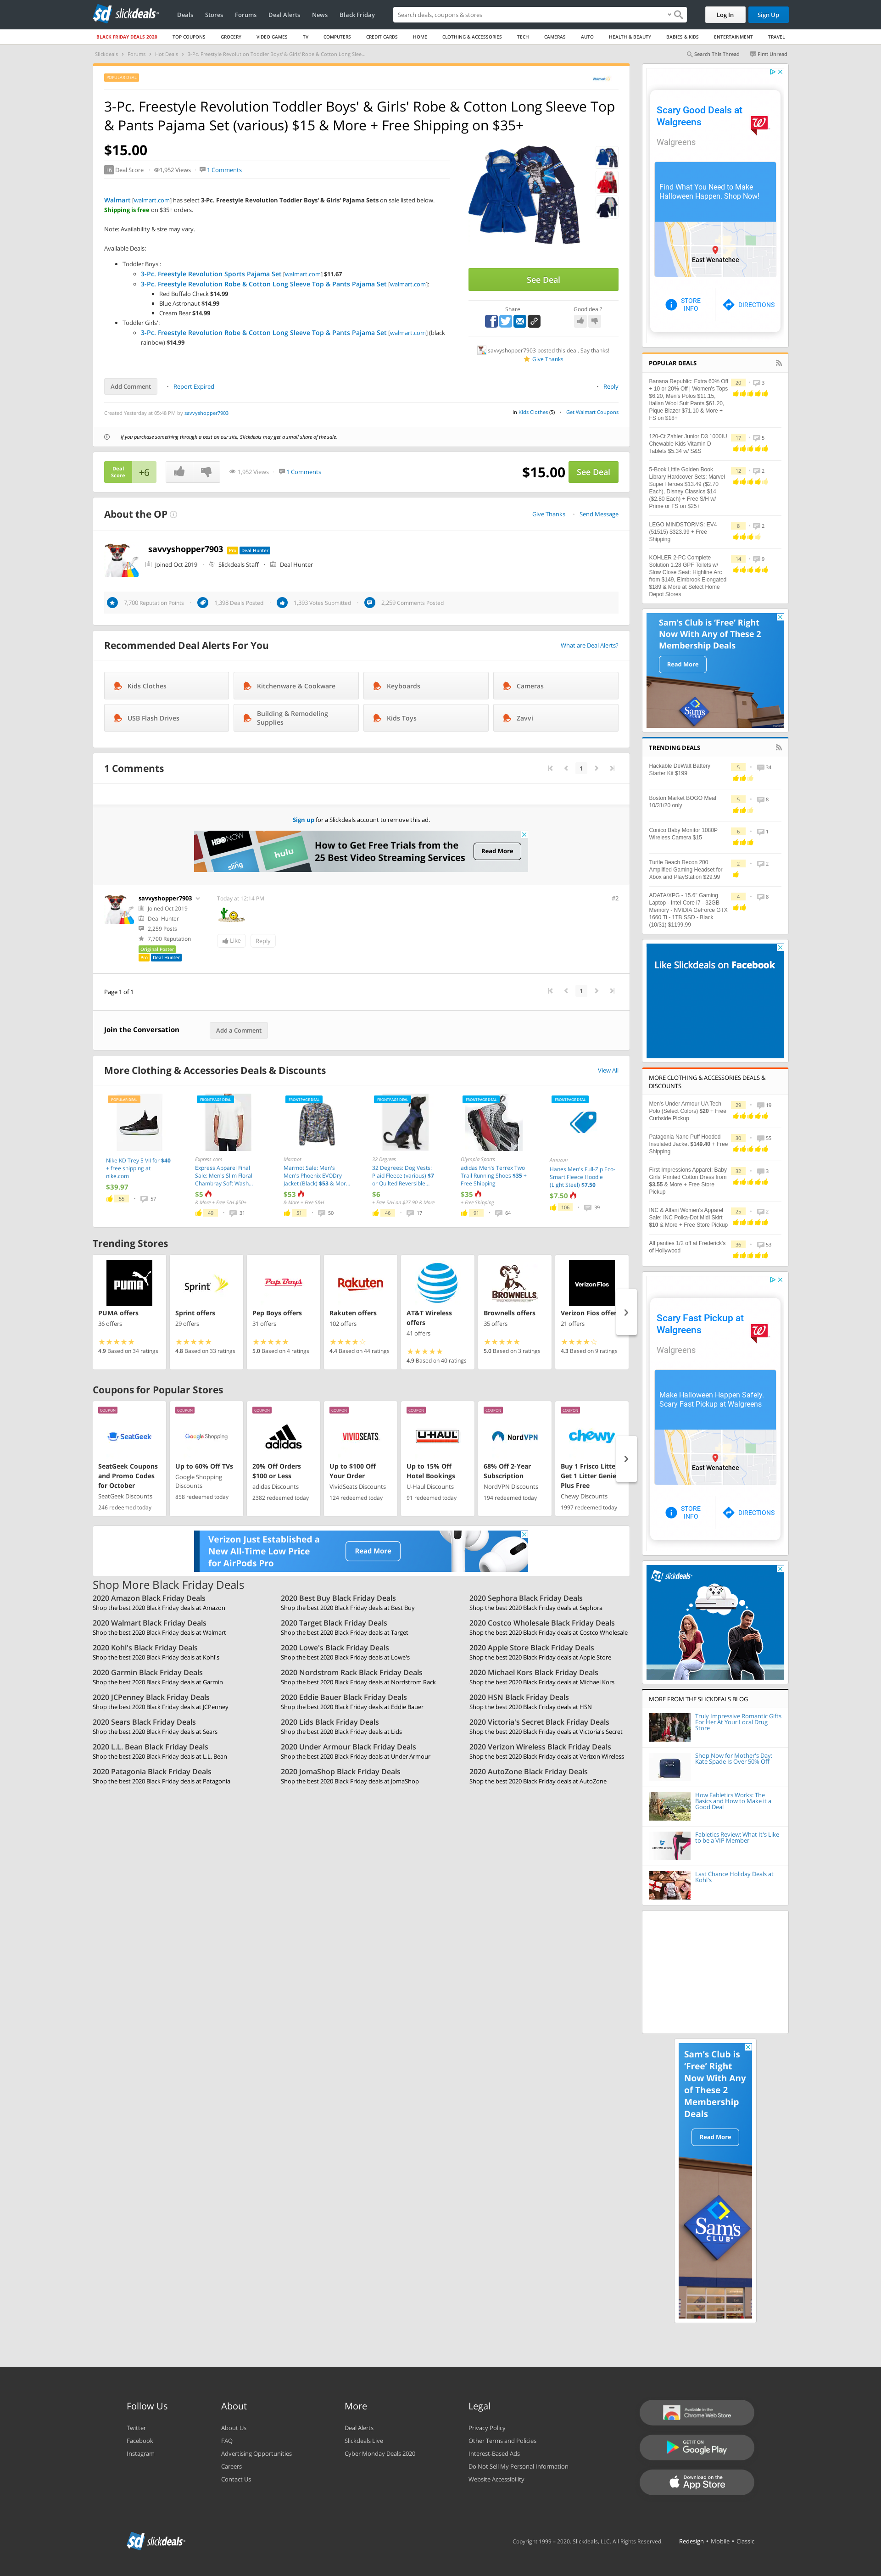 slickdeals
Deals Stores Forums Deal Alerts News Black Friday
Search deals, coupons & stores
Log In
Sign Up
BLACK FRIDAY DEALS 2020 TOP COUPONS GROCERY VIDEO GAMES TV COMPUTERS CREDIT CARDS HOME CLOTHING & ACCESSORIES TECH CAMERAS AUTO HEALTH & BEAUTY BABIES & KIDS ENTERTAINMENT TRAVEL
Slickdeals Forums Hot Deals 3-Pc. Freestyle Revolution Toddler Boys' & Girls' Robe & Cotton Long Slee...
Search This Thread First Unread
POPULAR DEAL
Walmart
3-Pc. Freestyle Revolution Toddler Boys' & Girls' Robe & Cotton Long Sleeve Top
& Pants Pajama Set (various) $15 & More + Free Shipping on $35+
$15.00
+6 Deal Score 1,952 Views 1 Comments
Walmart [walmart.com] has select 3-Pc. Freestyle Revolution Toddler Boys' & Girls' Pajama Sets on sale listed below.
Shipping is free on $35+ orders.
Note: Availability & size may vary.
Available Deals:
Toddler Boys':
3-Pc. Freestyle Revolution Sports Pajama Set [walmart.com] $11.67
3-Pc. Freestyle Revolution Robe & Cotton Long Sleeve Top & Pants Pajama Set [walmart.com]:
Red Buffalo Check $14.99
Blue Astronaut $14.99
Cream Bear $14.99
Toddler Girls':
3-Pc. Freestyle Revolution Robe & Cotton Long Sleeve Top & Pants Pajama Set [walmart.com] (black
rainbow) $14.99
See Deal
Share
Good deal?
savvyshopper7903 posted this deal. Say thanks!
Give Thanks
Add Comment Report Expired
Reply
Created Yesterday at 05:48 PM by savvyshopper7903
in Kids Clothes (5) Get Walmart Coupons
If you purchase something through a post on our site, Slickdeals may get a small share of the sale.
Deal
Score
+6
1,952 Views 1 Comments
$15.00 See Deal
About the OP
Give Thanks Send Message
savvyshopper7903 Pro Deal Hunter
Joined Oct 2019 Slickdeals Staff Deal Hunter
7,700 Reputation Points 1,398 Deals Posted 1,393 Votes Submitted 2,259 Comments Posted
Recommended Deal Alerts For You
What are Deal Alerts?
Kids Clothes
Kitchenware & Cookware
Keyboards
Cameras
USB Flash Drives
Building & Remodeling
Supplies
Kids Toys
Zavvi
1 Comments
1
Sign up for a Slickdeals account to remove this ad.
HBO NOW
hulu
sling
How to Get Free Trials from the
25 Best Video Streaming Services
Read More
savvyshopper7903
Joined Oct 2019
Deal Hunter
2,259 Posts
7,700 Reputation
Original Poster
Pro Deal Hunter
Today at 12:14 PM
#2
Like Reply
Page 1 of 1
1
Join the Conversation
Add a Comment
More Clothing & Accessories Deals & Discounts
View All
POPULAR DEAL
Nike KD Trey 5 VII for $40
+ free shipping at
nike.com
$39.97
55 57
FRONTPAGE DEAL
Express.com
Express Apparel Final
Sale: Men's Slim Floral
Chambray Soft Wash...
$5
& More + Free S/H $50+
49 31
FRONTPAGE DEAL
Marmot
Marmot Sale: Men's
Men's Phoenix EVODry
Jacket (Black) $53 & Mor...
$53
& More + Free S&H
51 50
FRONTPAGE DEAL
32 Degrees
32 Degrees: Dog Vests:
Plaid Fleece (various) $7
or Quilted Reversible...
$6
+ Free S/H on $27.90 & More
46 17
FRONTPAGE DEAL
Olympia Sports
adidas Men's Terrex Two
Trail Running Shoes $35 +
Free Shipping
$35
+ Free Shipping
91 64
FRONTPAGE DEAL
Amazon
Hanes Men's Full-Zip Eco-
Smart Fleece Hoodie
(Light Steel) $7.50
$7.50
106 39
Trending Stores
PUMA
PUMA offers
36 offers
4.9 Based on 34 ratings
Sprint
Sprint offers
29 offers
4.8 Based on 33 ratings
Pep Boys
Pep Boys offers
31 offers
5.0 Based on 4 ratings
Rakuten
Rakuten offers
102 offers
4.4 Based on 44 ratings
AT&T Wireless
offers
41 offers
4.9 Based on 40 ratings
BROWNELLS
Brownells offers
35 offers
5.0 Based on 3 ratings
Verizon Fios
Verizon Fios offer
21 offers
4.3 Based on 9 ratings
Coupons for Popular Stores
COUPON
SeatGeek
SeatGeek Coupons
and Promo Codes
for October
SeatGeek Discounts
246 redeemed today
COUPON
Google Shopping
Up to 60% Off TVs
Google Shopping
Discounts
858 redeemed today
COUPON
adidas
20% Off Orders
$100 or Less
adidas Discounts
2382 redeemed today
COUPON
VIVIDSEATS
Up to $100 Off
Your Order
VividSeats Discounts
124 redeemed today
COUPON
U-HAUL
Up to 15% Off
Hotel Bookings
U-Haul Discounts
91 redeemed today
COUPON
NordVPN
68% Off 2-Year
Subscription
NordVPN Discounts
194 redeemed today
COUPON
chewy
Buy 1 Frisco Litter
Get 1 Litter Genie
Plus Free
Chewy Discounts
1997 redeemed today
Verizon Just Established a
New All-Time Low Price
for AirPods Pro
Read More
Shop More Black Friday Deals
2020 Amazon Black Friday Deals
Shop the best 2020 Black Friday deals at Amazon
2020 Best Buy Black Friday Deals
Shop the best 2020 Black Friday deals at Best Buy
2020 Sephora Black Friday Deals
Shop the best 2020 Black Friday deals at Sephora
2020 Walmart Black Friday Deals
Shop the best 2020 Black Friday deals at Walmart
2020 Target Black Friday Deals
Shop the best 2020 Black Friday deals at Target
2020 Costco Wholesale Black Friday Deals
Shop the best 2020 Black Friday deals at Costco Wholesale
2020 Kohl's Black Friday Deals
Shop the best 2020 Black Friday deals at Kohl's
2020 Lowe's Black Friday Deals
Shop the best 2020 Black Friday deals at Lowe's
2020 Apple Store Black Friday Deals
Shop the best 2020 Black Friday deals at Apple Store
2020 Garmin Black Friday Deals
Shop the best 2020 Black Friday deals at Garmin
2020 Nordstrom Rack Black Friday Deals
Shop the best 2020 Black Friday deals at Nordstrom Rack
2020 Michael Kors Black Friday Deals
Shop the best 2020 Black Friday deals at Michael Kors
2020 JCPenney Black Friday Deals
Shop the best 2020 Black Friday deals at JCPenney
2020 Eddie Bauer Black Friday Deals
Shop the best 2020 Black Friday deals at Eddie Bauer
2020 HSN Black Friday Deals
Shop the best 2020 Black Friday deals at HSN
2020 Sears Black Friday Deals
Shop the best 2020 Black Friday deals at Sears
2020 Lids Black Friday Deals
Shop the best 2020 Black Friday deals at Lids
2020 Victoria's Secret Black Friday Deals
Shop the best 2020 Black Friday deals at Victoria's Secret
2020 L.L. Bean Black Friday Deals
Shop the best 2020 Black Friday deals at L.L. Bean
2020 Under Armour Black Friday Deals
Shop the best 2020 Black Friday deals at Under Armour
2020 Verizon Wireless Black Friday Deals
Shop the best 2020 Black Friday deals at Verizon Wireless
2020 Patagonia Black Friday Deals
Shop the best 2020 Black Friday deals at Patagonia
2020 JomaShop Black Friday Deals
Shop the best 2020 Black Friday deals at JomaShop
2020 AutoZone Black Friday Deals
Shop the best 2020 Black Friday deals at AutoZone
Scary Good Deals at
Walgreens
Walgreens
Find What You Need to Make
Halloween Happen. Shop Now!
East Wenatchee
STORE
INFO
DIRECTIONS
POPULAR DEALS
Banana Republic: Extra 60% Off
+ 10 or 20% Off | Women's Tops
$6.20, Men's Polos $11.15,
Italian Wool Suit Pants $61.20,
Pique Blazer $71.10 & More +
FS on $18+
20 3
120-Ct Zahler Junior D3 1000IU
Chewable Kids Vitamin D
Tablets $5.34 w/ S&S
17 5
5-Book Little Golden Book
Library Hardcover Sets: Marvel
Super Heroes $13.49 ($2.70
Each), Disney Classics $14
($2.80 Each) + Free S/H w/
Prime or FS on $25+
12 2
LEGO MINDSTORMS: EV4
(51515) $323.99 + Free
Shipping
8 2
KOHLER 2-PC Complete
Solution 1.28 GPF Toilets w/
Slow Close Seat: Highline Arc
from $149, Elmbrook Elongated
$189 & More at Select Home
Depot Stores
14 9
Sam's Club is 'Free' Right
Now With Any of These 2
Membership Deals
Read More
Sam's
CLUB
TRENDING DEALS
Hackable DeWalt Battery
Starter Kit $199
5 34
Boston Market BOGO Meal
10/31/20 only
5 8
Conico Baby Monitor 1080P
Wireless Camera $15
6 1
Turtle Beach Recon 200
Amplified Gaming Headset for
Xbox and PlayStation $29.99
2 2
ADATA/XPG - 15.6" Gaming
Laptop - Intel Core i7 - 32GB
Memory - NVIDIA GeForce GTX
1660 Ti - 1TB SSD - Black
(10/31) $1199.99
4 8
Like Slickdeals on Facebook
MORE CLOTHING & ACCESSORIES DEALS &
DISCOUNTS
Men's Under Armour UA Tech
Polo (Select Colors) $20 + Free
Curbside Pickup
29 19
Patagonia Nano Puff Hooded
Insulated Jacket $149.40 + Free
Shipping
30 55
First Impressions Apparel: Baby
Girls' Printed Cotton Dress from
$3.55 & More + Free Store
Pickup
32 3
INC & Alfani Women's Apparel
Sale: INC Polka-Dot Midi Skirt
$10 & More + Free Store Pickup
25 2
All panties 1/2 off at Frederick's
of Hollywood
36 53
Scary Fast Pickup at
Walgreens
Walgreens
Make Halloween Happen Safely.
Scary Fast Pickup at Walgreens
East Wenatchee
STORE
INFO
DIRECTIONS
slickdeals
MORE FROM THE SLICKDEALS BLOG
Truly Impressive Romantic Gifts
For Her At Your Local Drug
Store
Shop Now for Mother's Day:
Kate Spade Is Over 50% Off
How Fabletics Works: The
Basics and How to Make it a
Good Deal
Fabletics Review: What It's Like
to be a VIP Member
Last Chance Holiday Deals at
Kohl's
Sam's Club is
'Free' Right
Now With Any
of These 2
Membership
Deals
Read More
Sam's
CLUB
Follow Us
Twitter
Facebook
Instagram
About
About Us
FAQ
Advertising Opportunities
Careers
Contact Us
More
Deal Alerts
Slickdeals Live
Cyber Monday Deals 2020
Legal
Privacy Policy
Other Terms and Policies
Interest-Based Ads
Do Not Sell My Personal Information
Website Accessibility
Available in the
Chrome Web Store
GET IT ON
Google Play
Download on the
App Store
slickdeals
Copyright 1999 – 2020. Slickdeals, LLC. All Rights Reserved. Redesign • Mobile • Classic